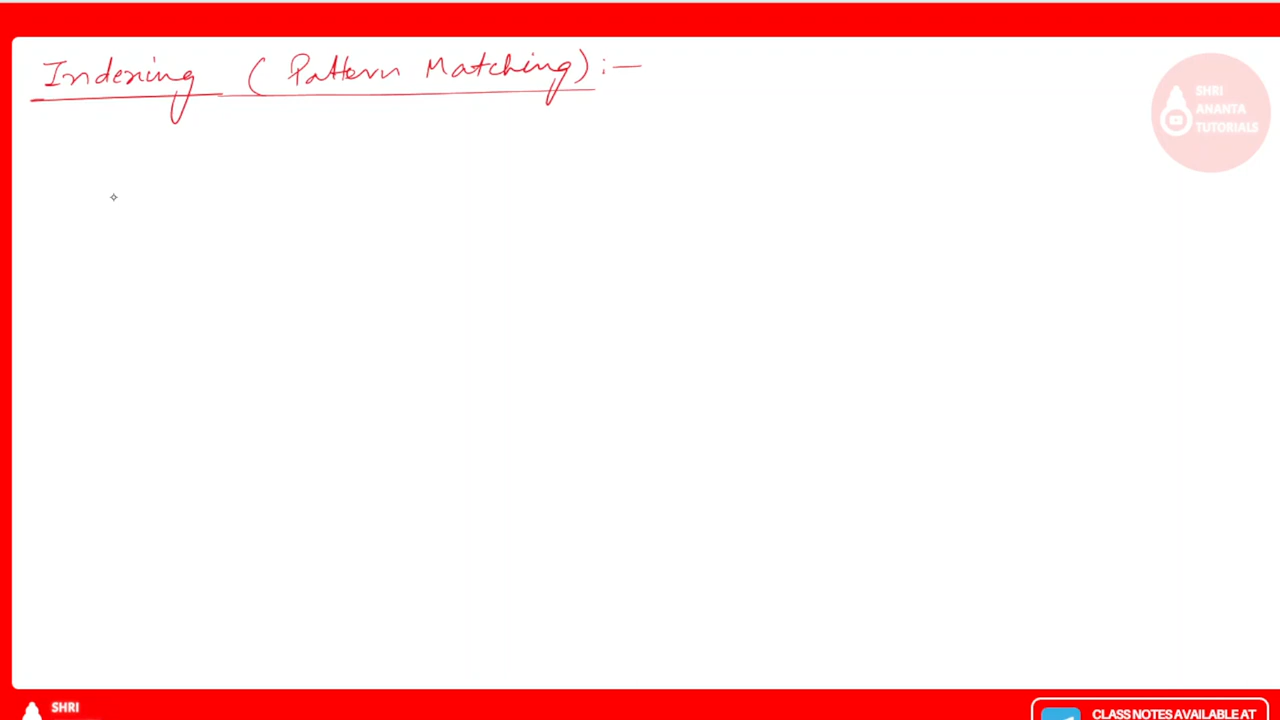 Indexing (Pattern Matching):-
SHRI
ANANTA
TUTORIALS
SHRI
CLASS NOTES AVAILABLE AT